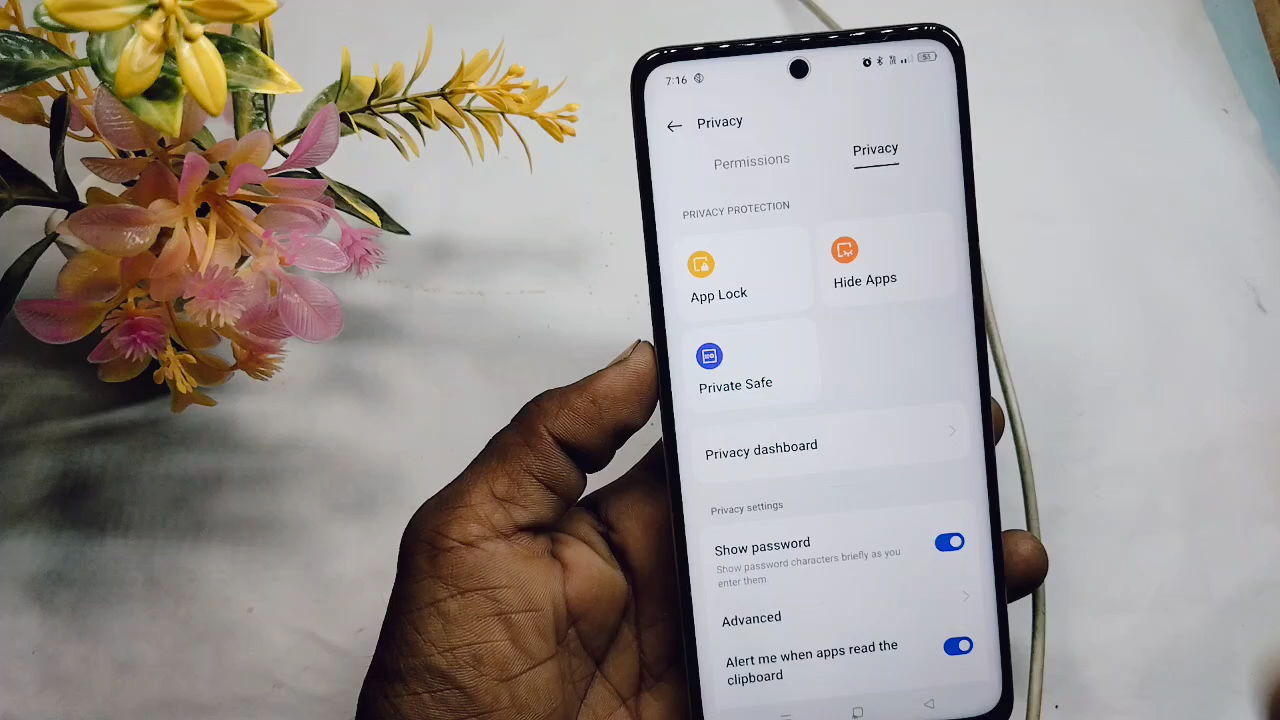 7:16
51
Privacy
Permissions
Privacy
PRIVACY PROTECTION
App Lock
Hide Apps
Private Safe
Privacy dashboard
Privacy settings
Show password
Show password characters briefly as you
enter them
Advanced
Alert me when apps read the
clipboard